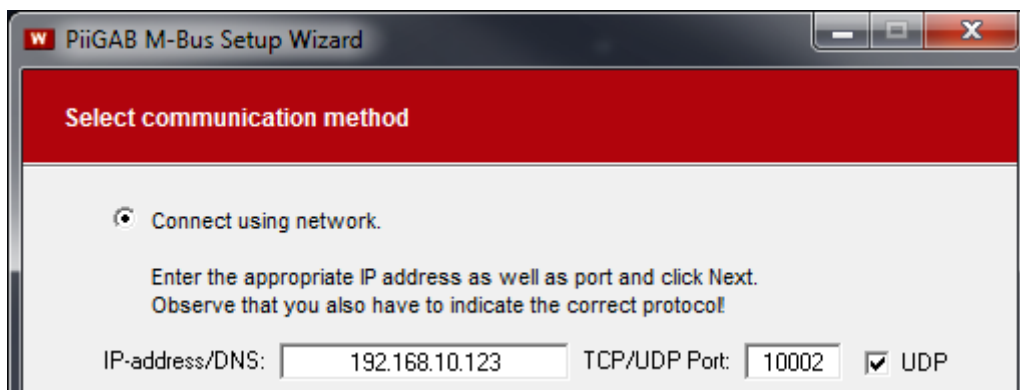 W PiiGAB M-Bus Setup Wizard
Select communication method
Connect using network.
Enter the appropriate IP address as well as port and click Next.
Observe that you also have to indicate the correct protocol!
IP-address/DNS: 192.168.10.123 TCP/UDP Port: 10002 UDP